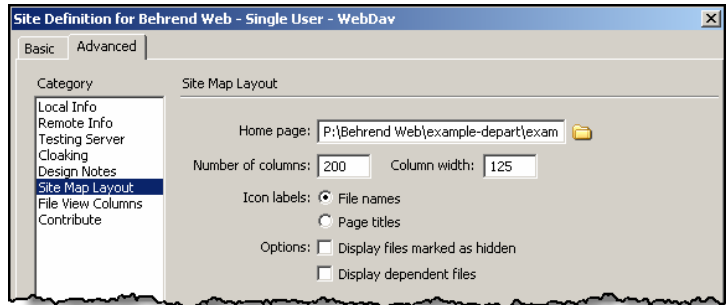 Site Definition for Behrend Web - Single User - WebDav
Basic Advanced
Category
Local Info
Remote Info
Testing Server
Cloaking
Design Notes
Site Map Layout
File View Columns
Contribute
Site Map Layout
Home page: P:\Behrend Web\example-depart\exam
Number of columns: 200 Column width: 125
Icon labels: File names
Page titles
Options: Display files marked as hidden
Display dependent files